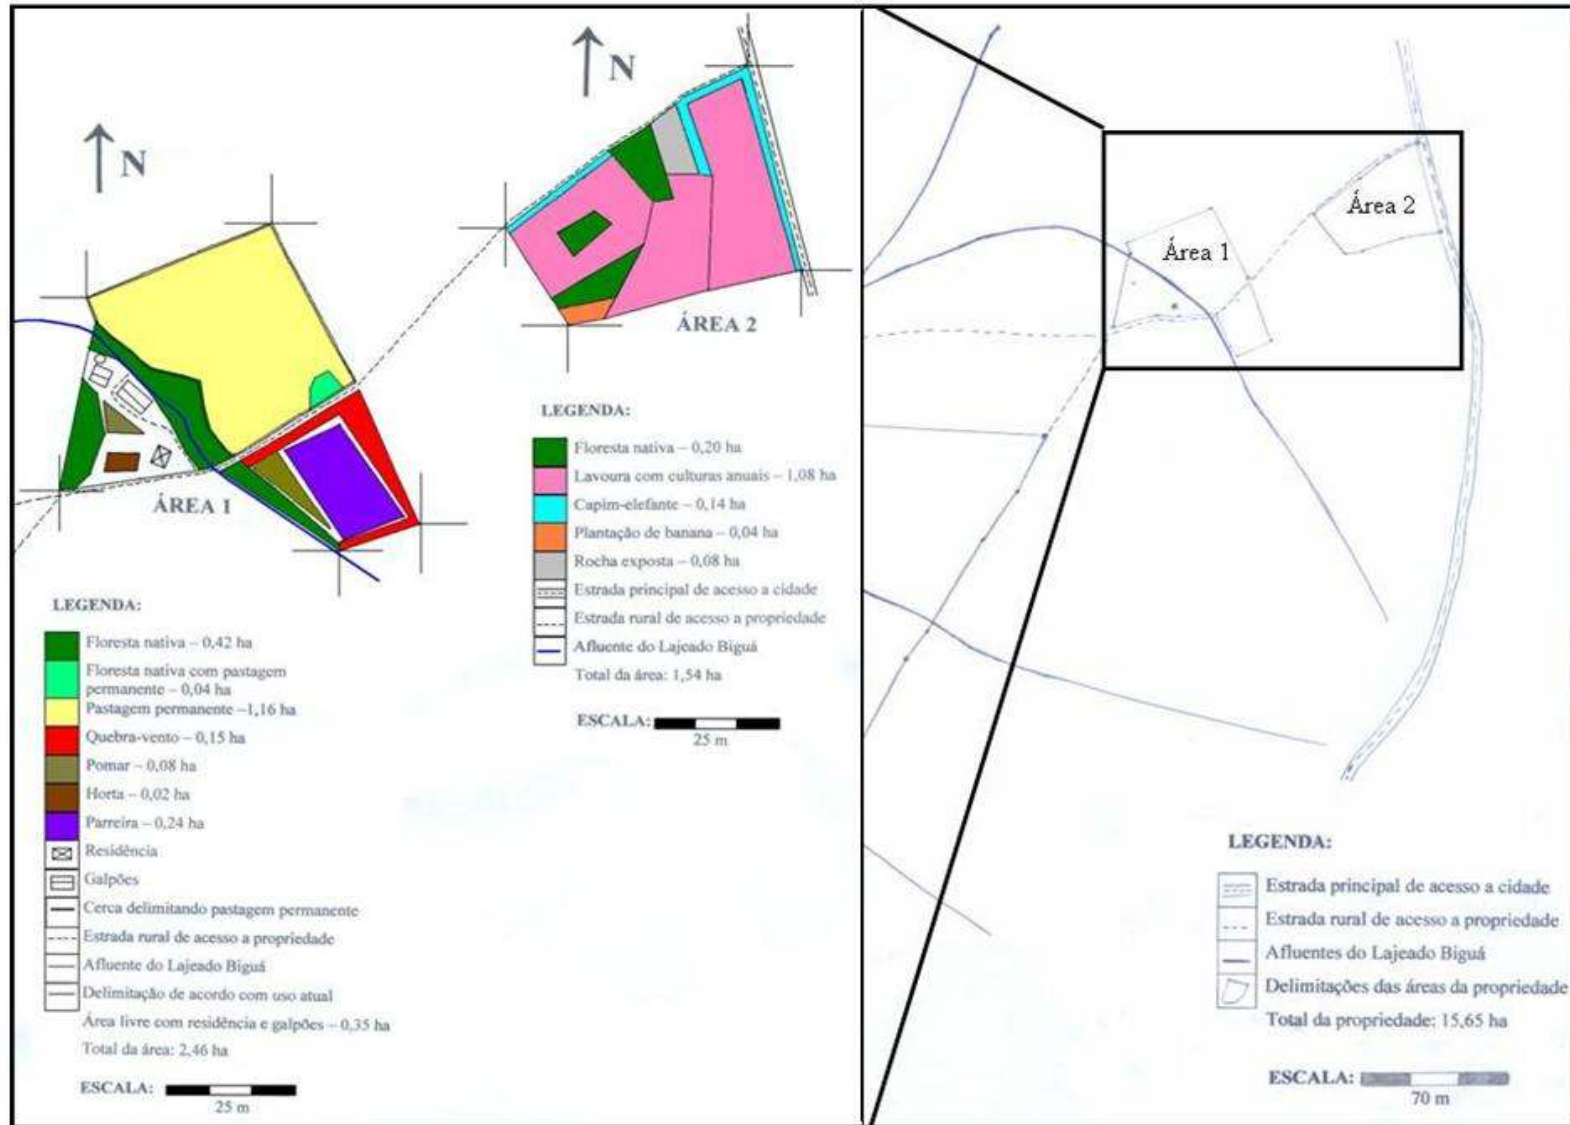 N
N
ÁREA 1
ÁREA 2
LEGENDA:
Floresta nativa – 0,42 ha
Floresta nativa com pastagem
permanente – 0,04 ha
Pastagem permanente –1,16 ha
Quebra-vento – 0,15 ha
Pomar – 0,08 ha
Horta – 0,02 ha
Parreira – 0,24 ha
Residência
Galpões
Cerca delimitando pastagem permanente
Estrada rural de acesso a propriedade
Afluente do Lajeado Biguá
Delimitação de acordo com uso atual
Área livre com residência e galpões – 0,35 ha
Total da área: 2,46 ha
ESCALA:
25 m
LEGENDA:
Floresta nativa – 0,20 ha
Lavoura com culturas anuais – 1,08 ha
Capim-elefante – 0,14 ha
Plantação de banana – 0,04 ha
Rocha exposta – 0,08 ha
Estrada principal de acesso a cidade
Estrada rural de acesso a propriedade
Afluente do Lajeado Biguá
Total da área: 1,54 ha
ESCALA:
25 m
Área 1
Área 2
LEGENDA:
Estrada principal de acesso a cidade
Estrada rural de acesso a propriedade
Afluentes do Lajeado Biguá
Delimitações das áreas da propriedade
Total da propriedade: 15,65 ha
ESCALA:
70 m